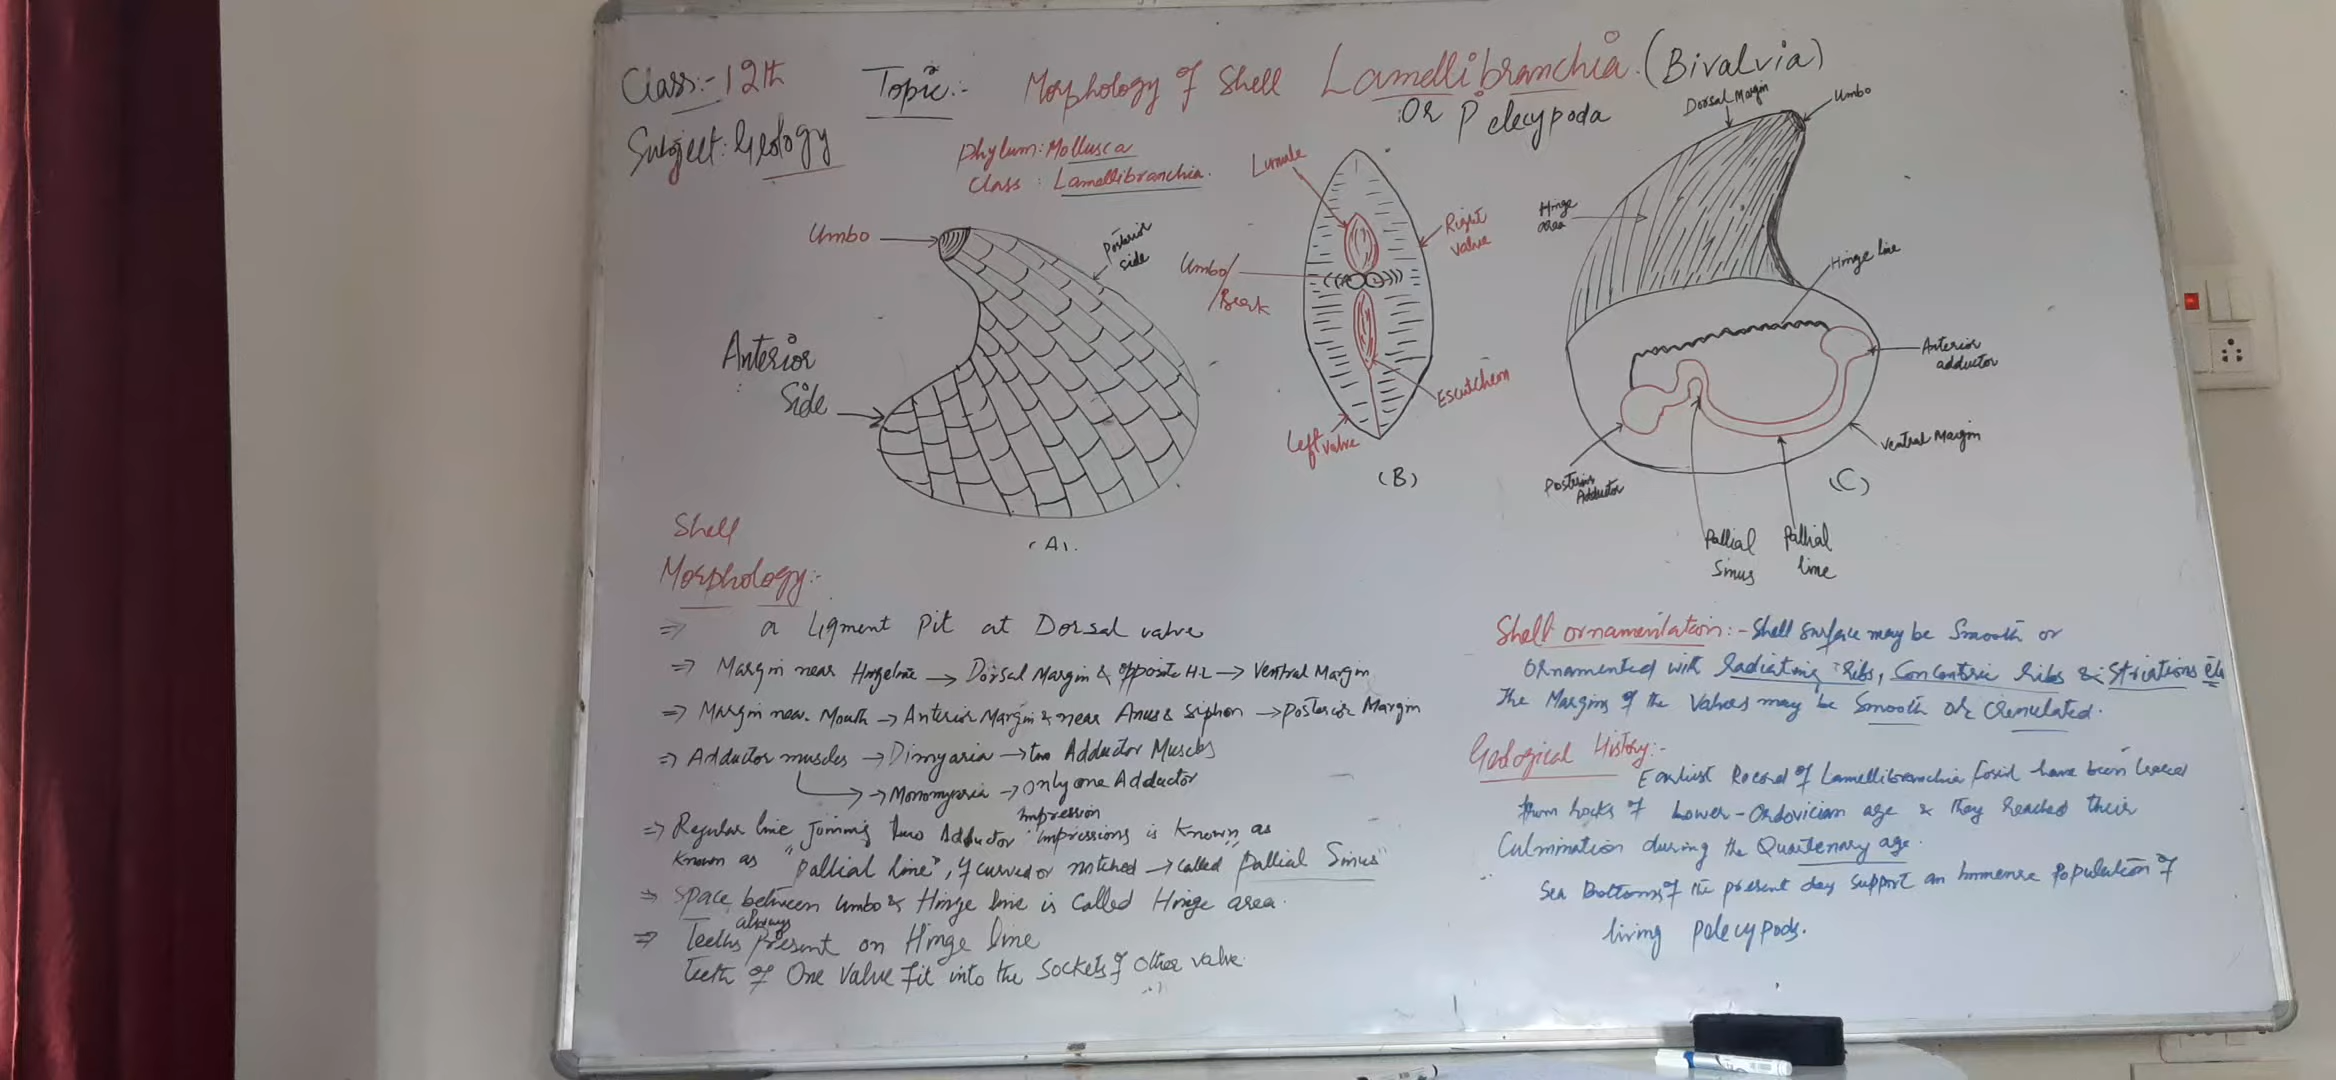 Class:- 12th
Subject: Geology
Topic:- Morphology of Shell Lamellibranchia. (Bivalvia)
Or Pelecypoda
Phylum: Mollusca
Class: Lamellibranchia.
Umbo
Posterior
side
Anterior
Side
(A).
Lunule
Right
valve
Umbo/
/Beak
Escutcheon
Left valve
(B)
Dorsal Margin
Umbo
Hinge
area
Hinge line
Anterior
adductor
Ventral Margin
Posterior
Adductor
(C)
Pallial
Sinus
Pallial
line
Shell
Morphology:-
⇒ a Ligment Pit at Dorsal valve
⇒ Margin near Hingeline → Dorsal Margin & opposite H.L → Ventral Margin
⇒ Margin near. Mouth → Anterior Margin & near Anus & Siphon → Posterior Margin
⇒ Adductor muscles → Dimyaria → two Adductor Muscles
→ Monomyaria → only one Adductor
Impression
⇒ Regular line Joining two Adductor impressions is known as
known as "Pallial line", if curved or notched → called "Pallial Sinus"
⇒ Space between umbo & Hinge line is called Hinge area.
⇒ Teeths always present on Hinge line
Teeth of One Valve fit into the Sockets of other valve.
Shell ornamentation:- Shell surface may be Smooth or
Ornamented with Radiating ribs, Concentric ribs & Striations etc
The Margins of the Valves may be Smooth or Crenulated.
Geological History:-
Earliest Record of Lamellibranchia fossil have been traced
from rocks of Lower-Ordovician age & they reached their
Culmination during the Quarternary age.
Sea Bottoms of the present day support an immense population of
living pelecypods.